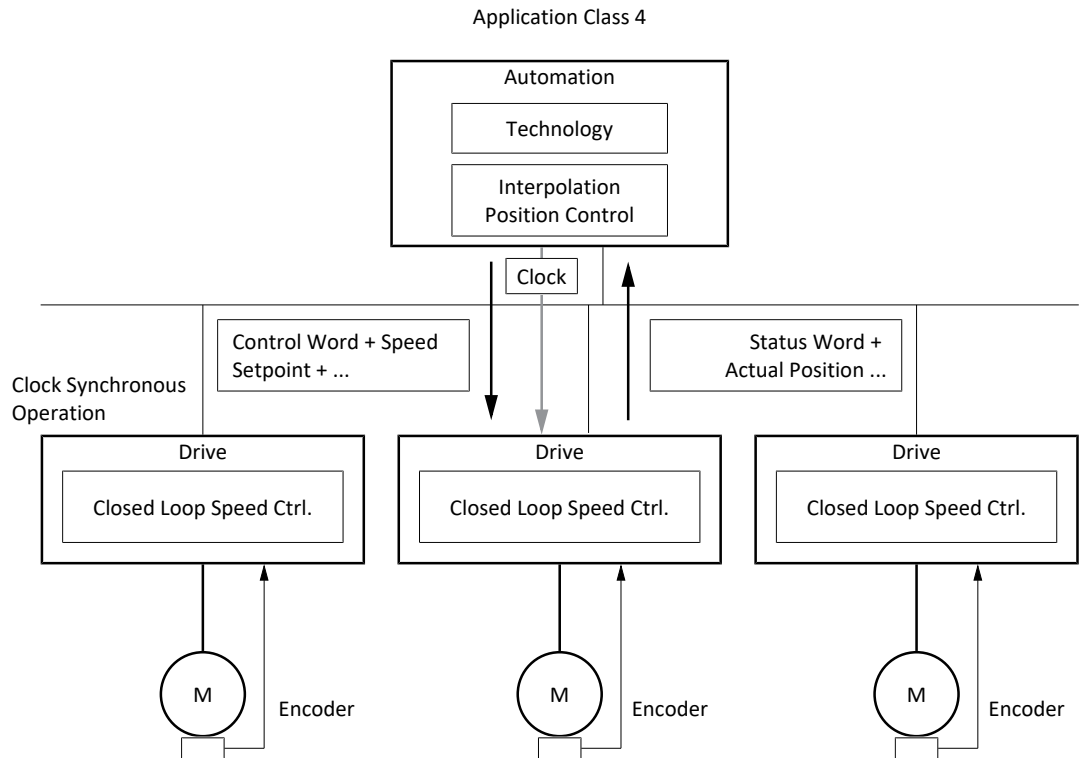 Application Class 4
Automation
Technology
Interpolation
Position Control
Clock
Control Word + Speed
Setpoint + ...
Status Word +
Actual Position ...
Clock Synchronous
Operation
Drive
Drive
Drive
Closed Loop Speed Ctrl.
Closed Loop Speed Ctrl.
Closed Loop Speed Ctrl.
M
M
M
Encoder
Encoder
Encoder